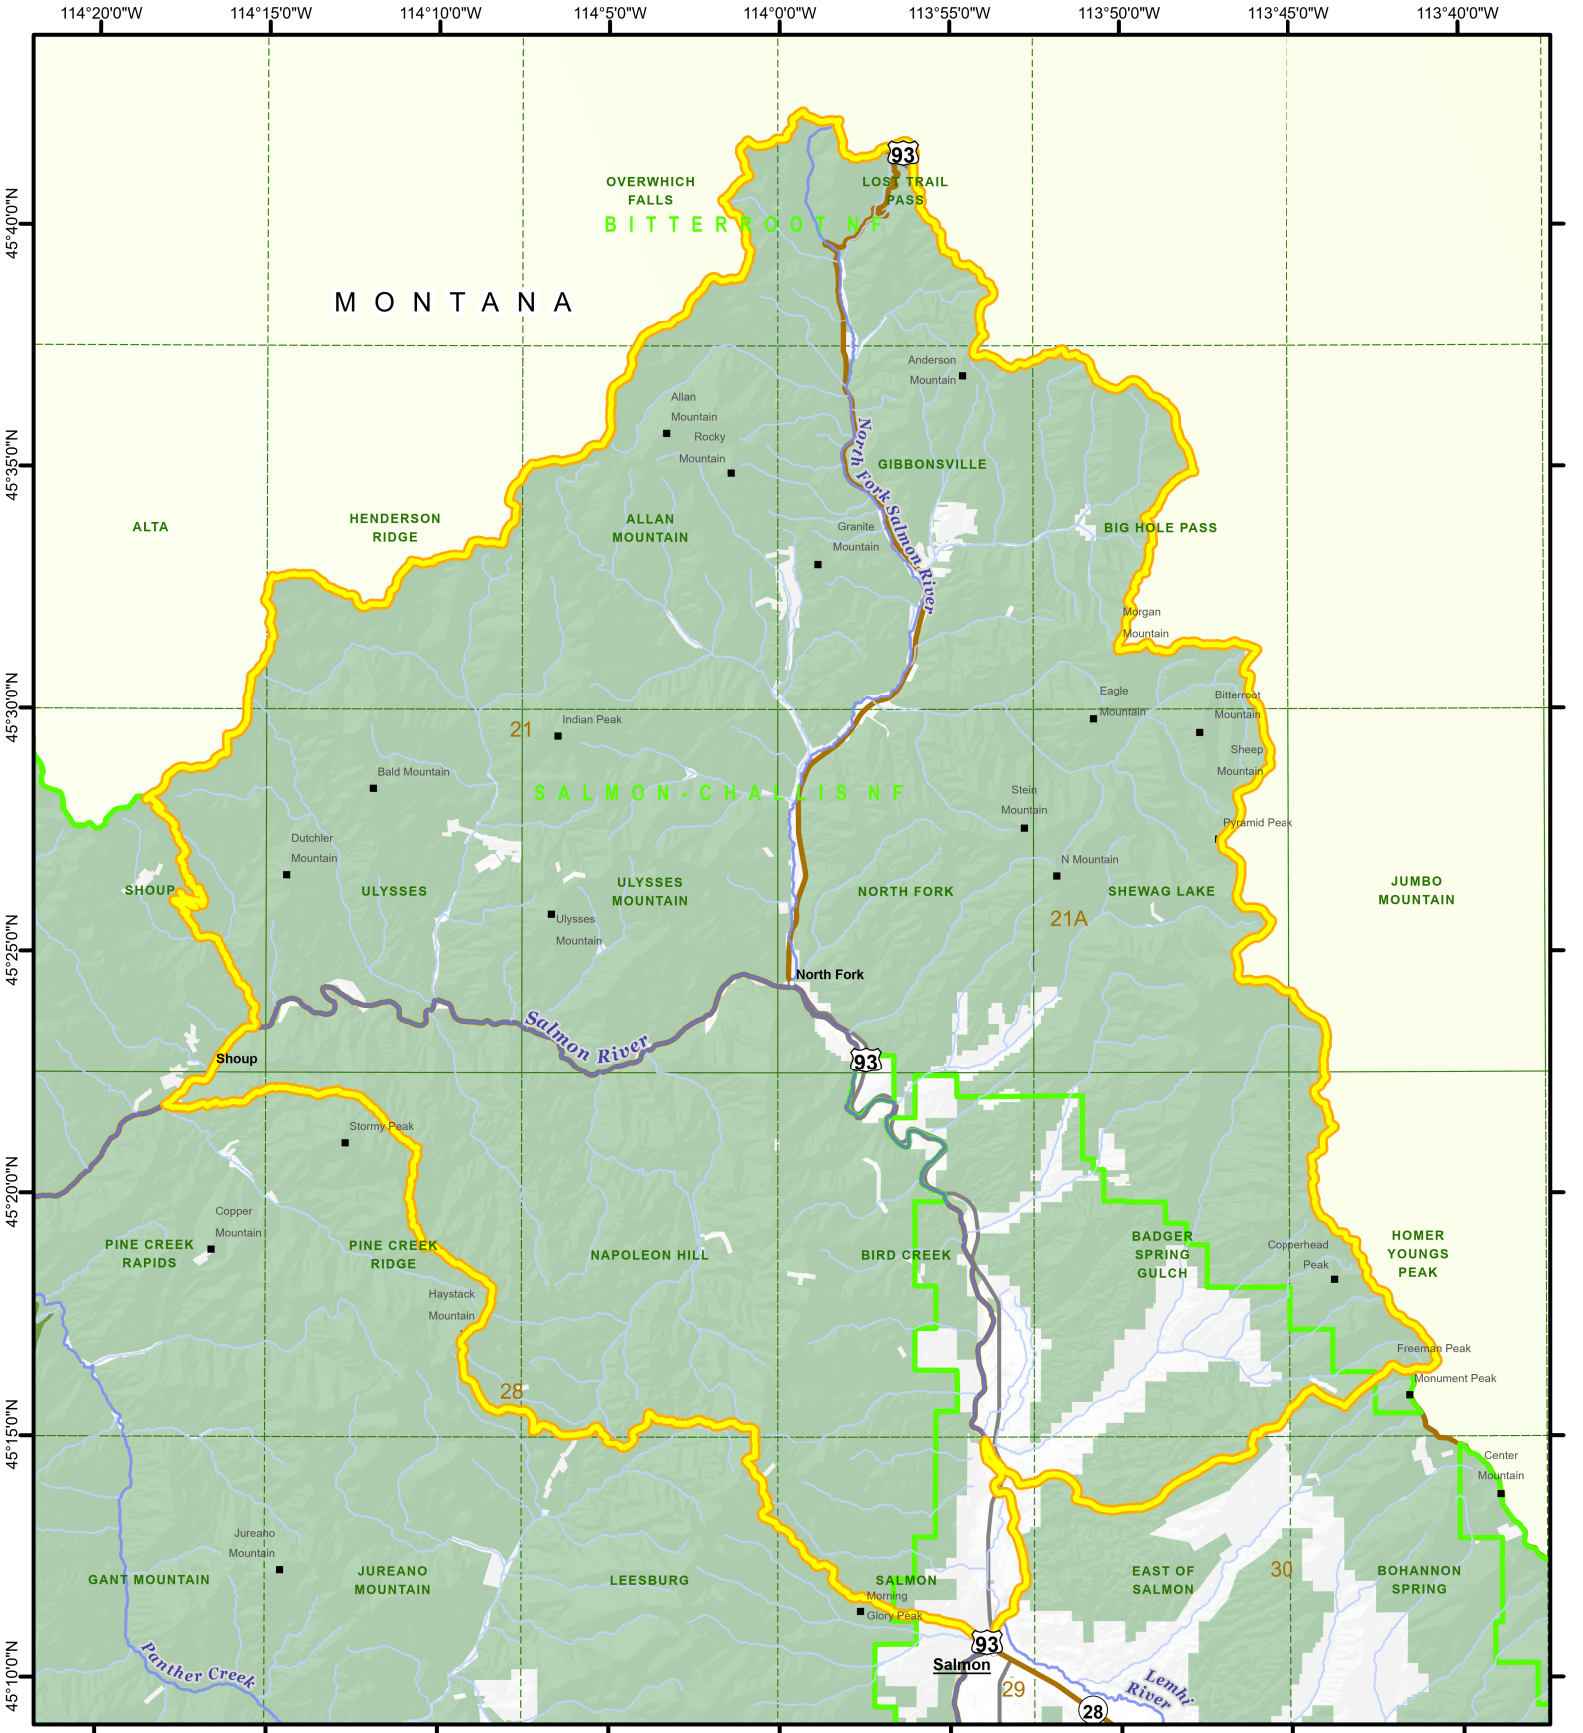 114°20'0"W 114°15'0"W 114°10'0"W 114°5'0"W 114°0'0"W 113°55'0"W 113°50'0"W 113°45'0"W 113°40'0"W
45°40'0"N
45°35'0"N
45°30'0"N
45°25'0"N
45°20'0"N
45°15'0"N
45°10'0"N
93
OVERWHICH
FALLS
LOST TRAIL
PASS
BITTERROOT NF
MONTANA
Anderson
Mountain
Allan
Mountain
Rocky
Mountain
North Fork Salmon River
GIBBONSVILLE
ALTA
HENDERSON
RIDGE
ALLAN
MOUNTAIN
Granite
Mountain
BIG HOLE PASS
Morgan
Mountain
Eagle
Mountain
Bitterroot
Mountain
21
Indian Peak
Sheep
Mountain
Bald Mountain
SALMON-CHALLIS NF
Stein
Mountain
Pyramid Peak
Dutchler
Mountain
N Mountain
SHOUP
ULYSSES
ULYSSES
MOUNTAIN
NORTH FORK
SHEWAG LAKE
JUMBO
MOUNTAIN
Ulysses
Mountain
21A
North Fork
Salmon River
Shoup
93
Stormy Peak
Copper
Mountain
PINE CREEK
RAPIDS
PINE CREEK
RIDGE
NAPOLEON HILL
BIRD CREEK
BADGER
SPRING
GULCH
Copperhead
Peak
HOMER
YOUNGS
PEAK
Haystack
Mountain
Freeman Peak
Monument Peak
28
Center
Mountain
Jureano
Mountain
GANT MOUNTAIN
JUREANO
MOUNTAIN
LEESBURG
SALMON
EAST OF
SALMON
30
BOHANNON
SPRING
Morning
Glory Peak
93
Salmon
Panther Creek
29
Lemhi
River
28